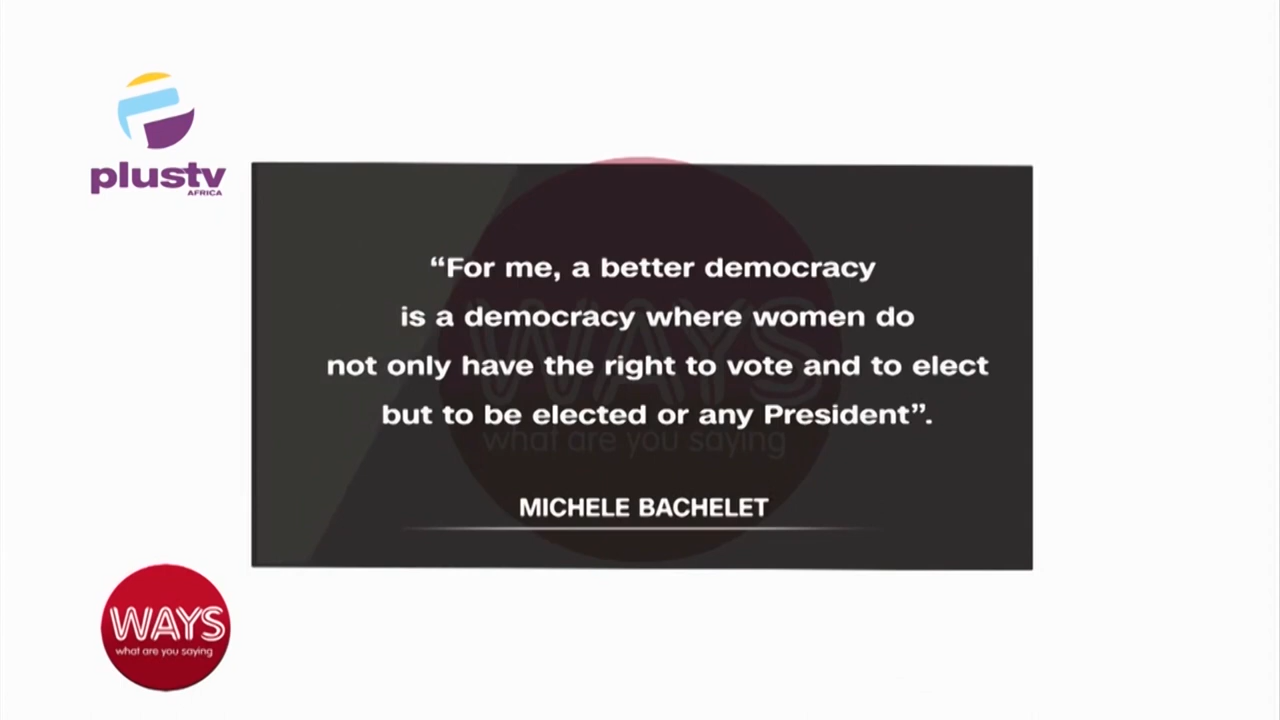 plustv
AFRICA
“For me, a better democracy
is a democracy where women do
not only have the right to vote and to elect
but to be elected or any President”.
WAYS
what are you saying
MICHELE BACHELET
WAYS
what are you saying